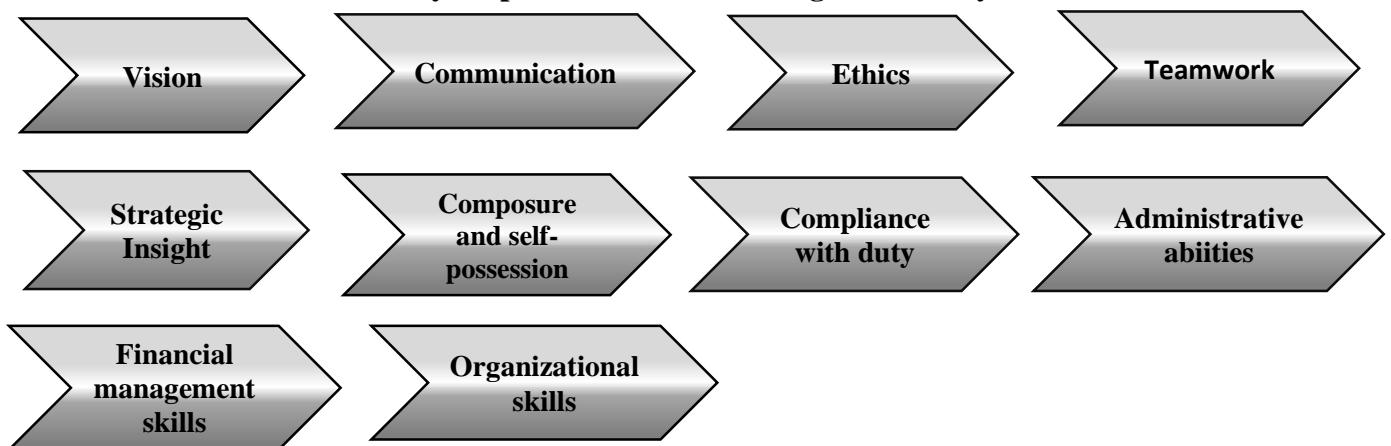 Vision
Communication
Ethics
Teamwork
Strategic
Insight
Composure
and self-
possession
Compliance
with duty
Administrative
abiities
Financial
management
skills
Organizational
skills